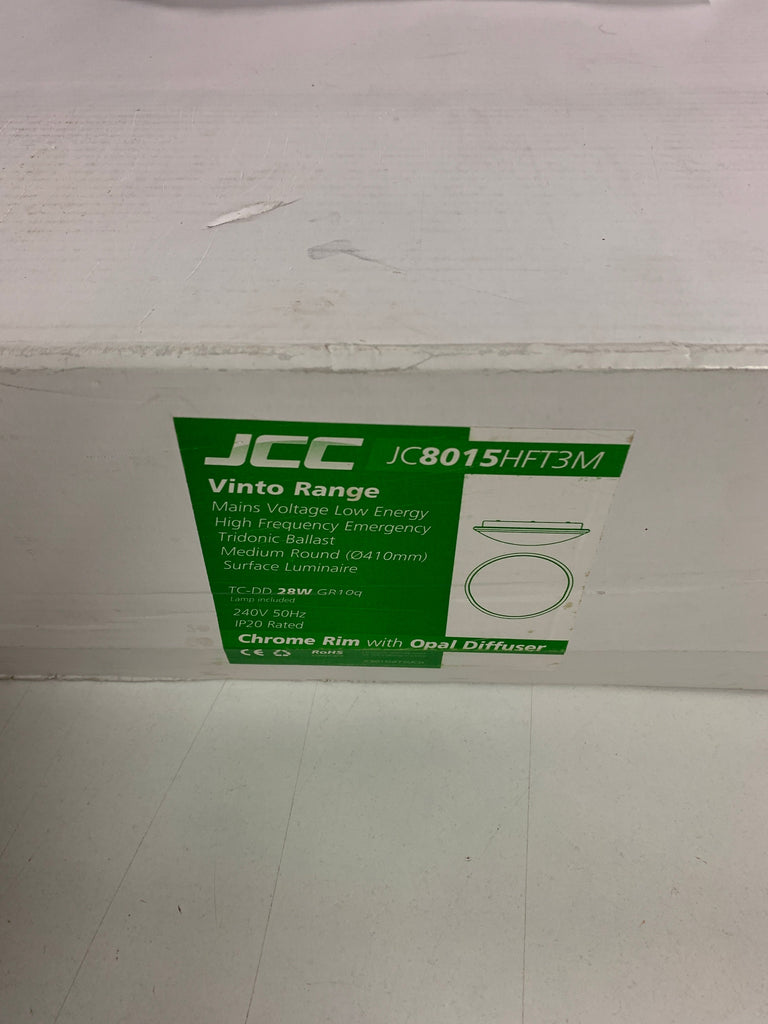 JCC JC8015HFT3M
Vinto Range
Mains Voltage Low Energy
High Frequency Emergency
Tridonic Ballast
Medium Round (Ø410mm)
Surface Luminaire
TC-DD 28W GR10q
Lamp included
240V 50Hz
IP20 Rated
Chrome Rim with Opal Diffuser
CE RoHS